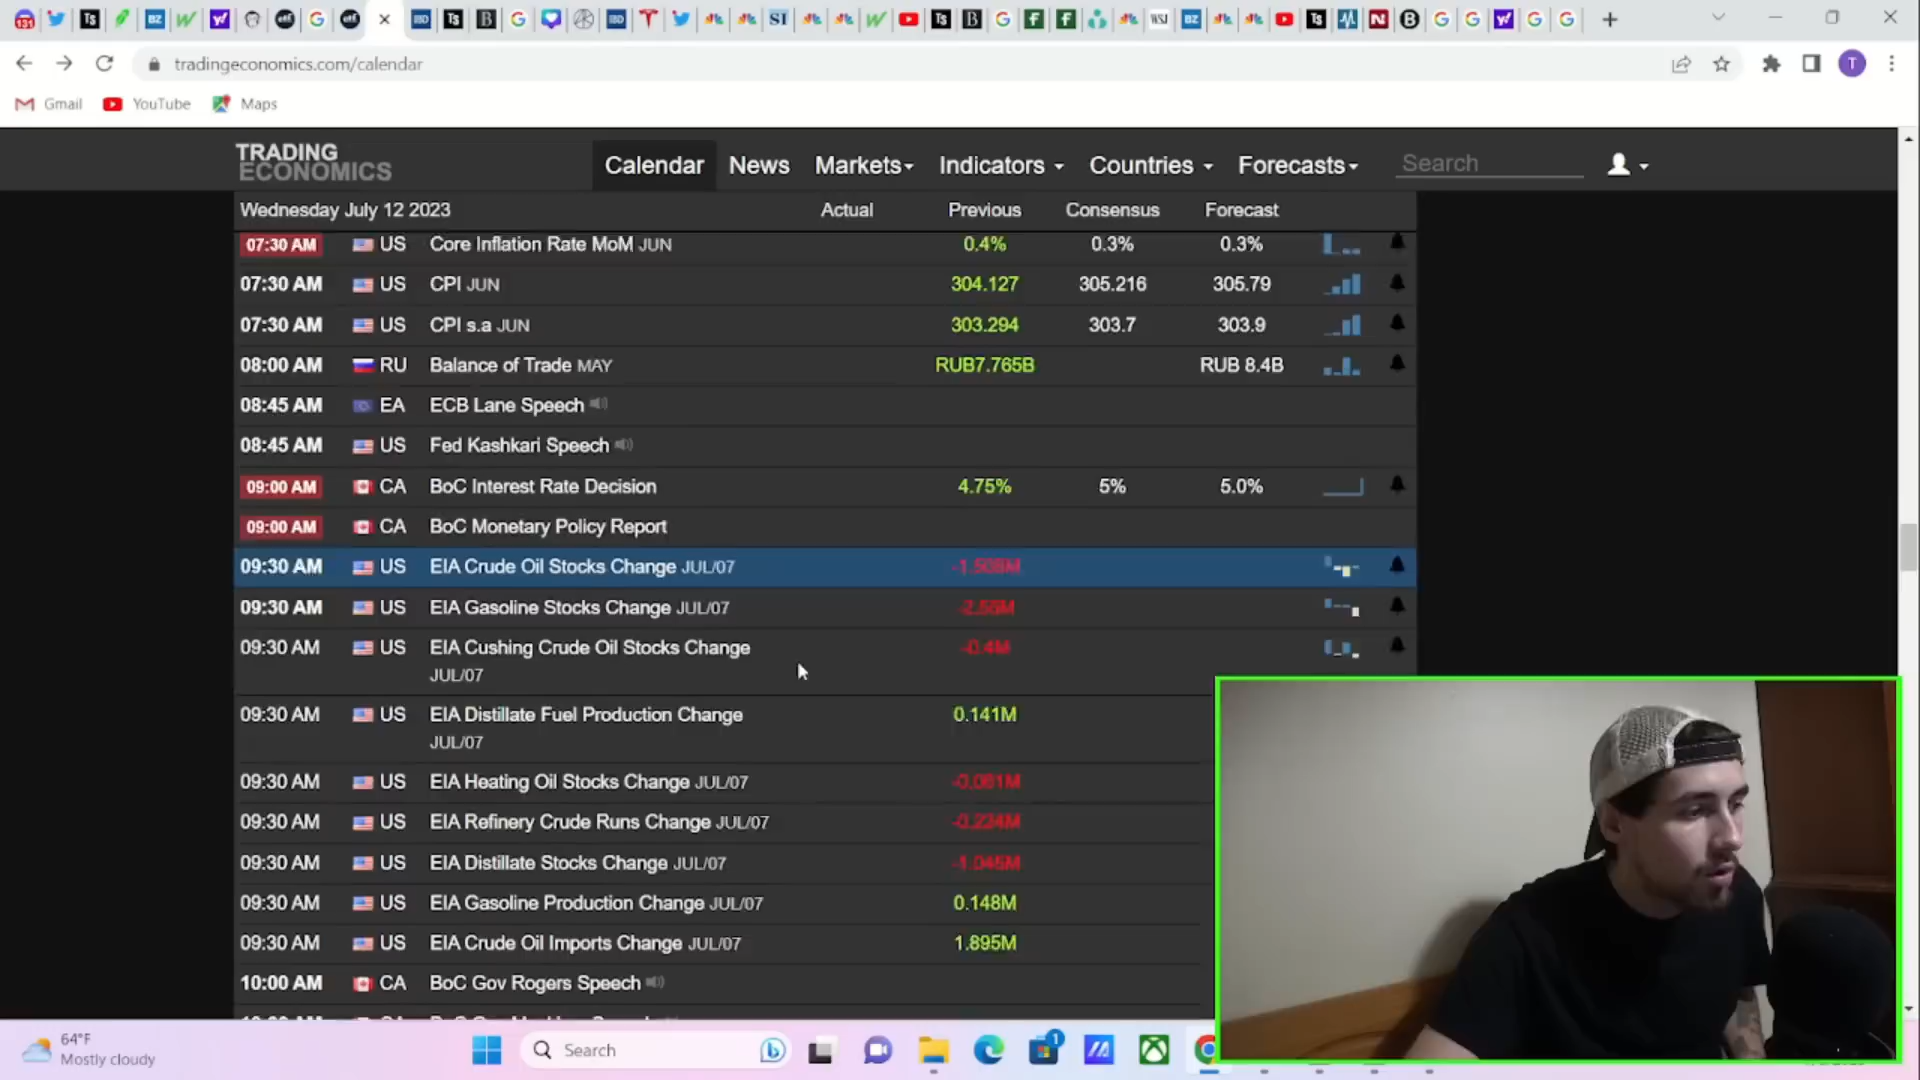 tradingeconomics.com/calendar
T
Gmail YouTube Maps
TRADING
ECONOMICS
Calendar News Markets Indicators Countries Forecasts Search
Wednesday July 12 2023 Actual Previous Consensus Forecast
07:30 AM US Core Inflation Rate MoM JUN 0.4% 0.3% 0.3%
07:30 AM US CPI JUN 304.127 305.216 305.79
07:30 AM US CPI s.a JUN 303.294 303.7 303.9
08:00 AM RU Balance of Trade MAY RUB7.765B RUB 8.4B
08:45 AM EA ECB Lane Speech
08:45 AM US Fed Kashkari Speech
09:00 AM CA BoC Interest Rate Decision 4.75% 5% 5.0%
09:00 AM CA BoC Monetary Policy Report
09:30 AM US EIA Crude Oil Stocks Change JUL/07
09:30 AM US EIA Gasoline Stocks Change JUL/07 -2.55M
09:30 AM US EIA Cushing Crude Oil Stocks Change -0.4M
JUL/07
09:30 AM US EIA Distillate Fuel Production Change 0.141M
JUL/07
09:30 AM US EIA Heating Oil Stocks Change JUL/07
09:30 AM US EIA Refinery Crude Runs Change JUL/07 -0.234M
09:30 AM US EIA Distillate Stocks Change JUL/07 -1.045M
09:30 AM US EIA Gasoline Production Change JUL/07 0.148M
09:30 AM US EIA Crude Oil Imports Change JUL/07 1.895M
10:00 AM CA BoC Gov Rogers Speech
64°F
Mostly cloudy
Search
1